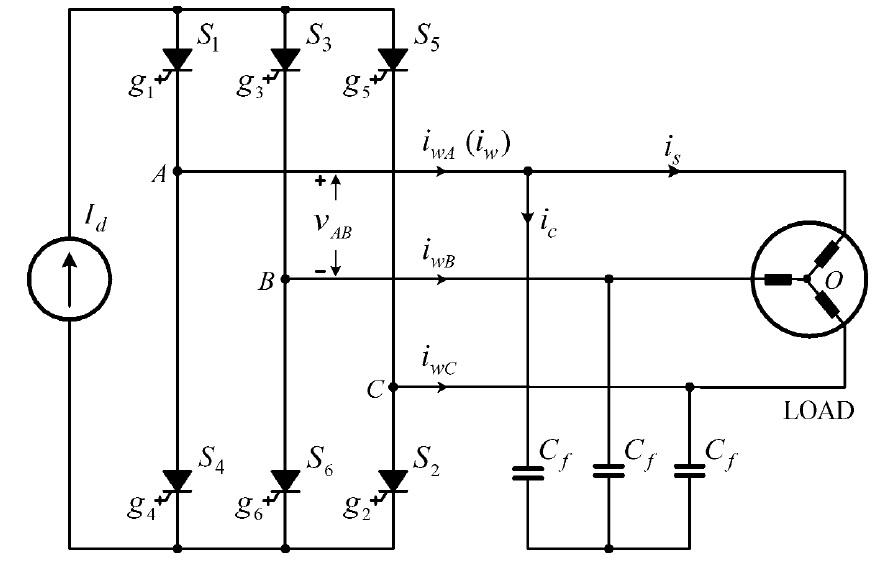 S1 S3 S5
g1 g3 g5
iwA (iw) is
A
+
Id vAB ic
iwB
− B O
iwC
C
LOAD
S4 S6 S2 Cf Cf Cf
g4 g6 g2